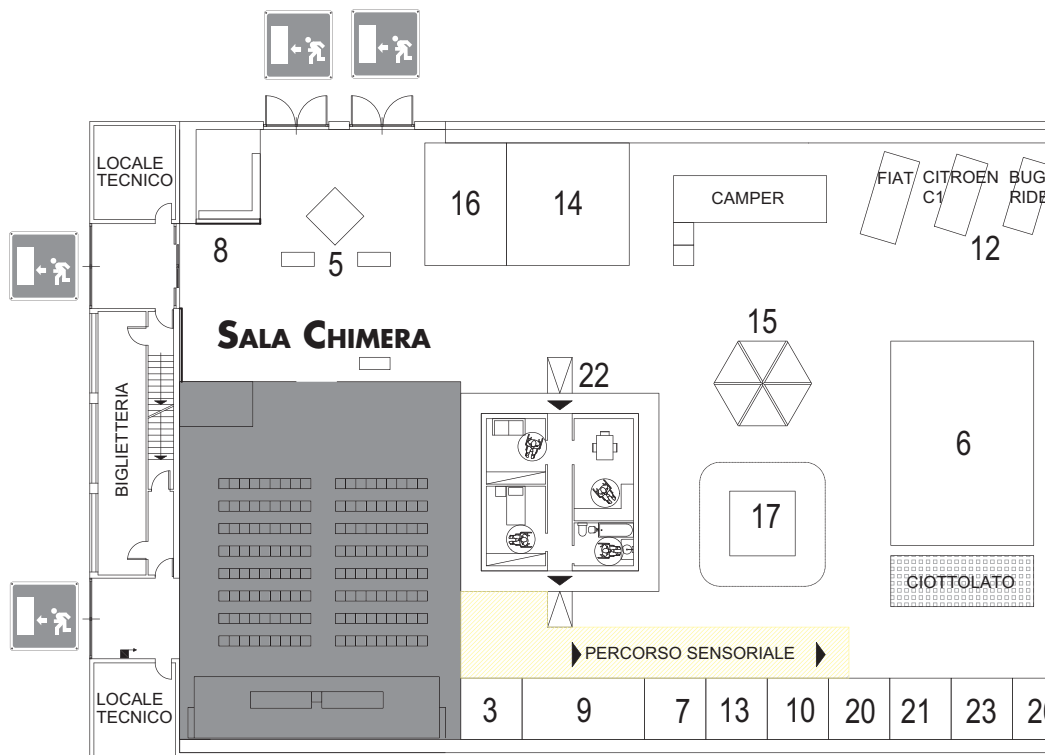 LOCALE
TECNICO
8
5
16
14
CAMPER
FIAT
CITROEN
C1
12
SALA CHIMERA
22
15
6
17
BIGLIETTERIA
CIOTTOLATO
PERCORSO SENSORIALE
LOCALE
TECNICO
3
9
7
13
10
20
21
23